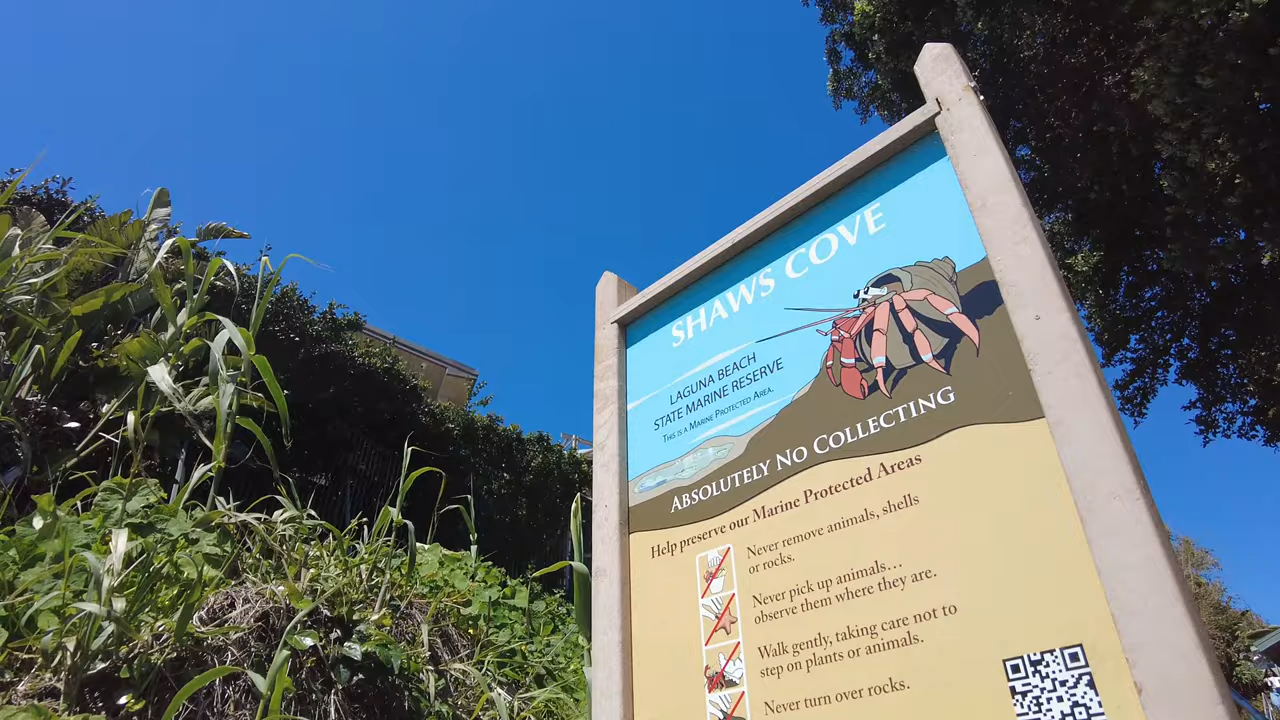 SHAWS COVE
LAGUNA BEACH
STATE MARINE RESERVE
THIS IS A MARINE PROTECTED AREA.
ABSOLUTELY NO COLLECTING
Help preserve our Marine Protected Areas
Never remove animals, shells
or rocks.
Never pick up animals…
observe them where they are.
Walk gently, taking care not to
step on plants or animals.
Never turn over rocks.